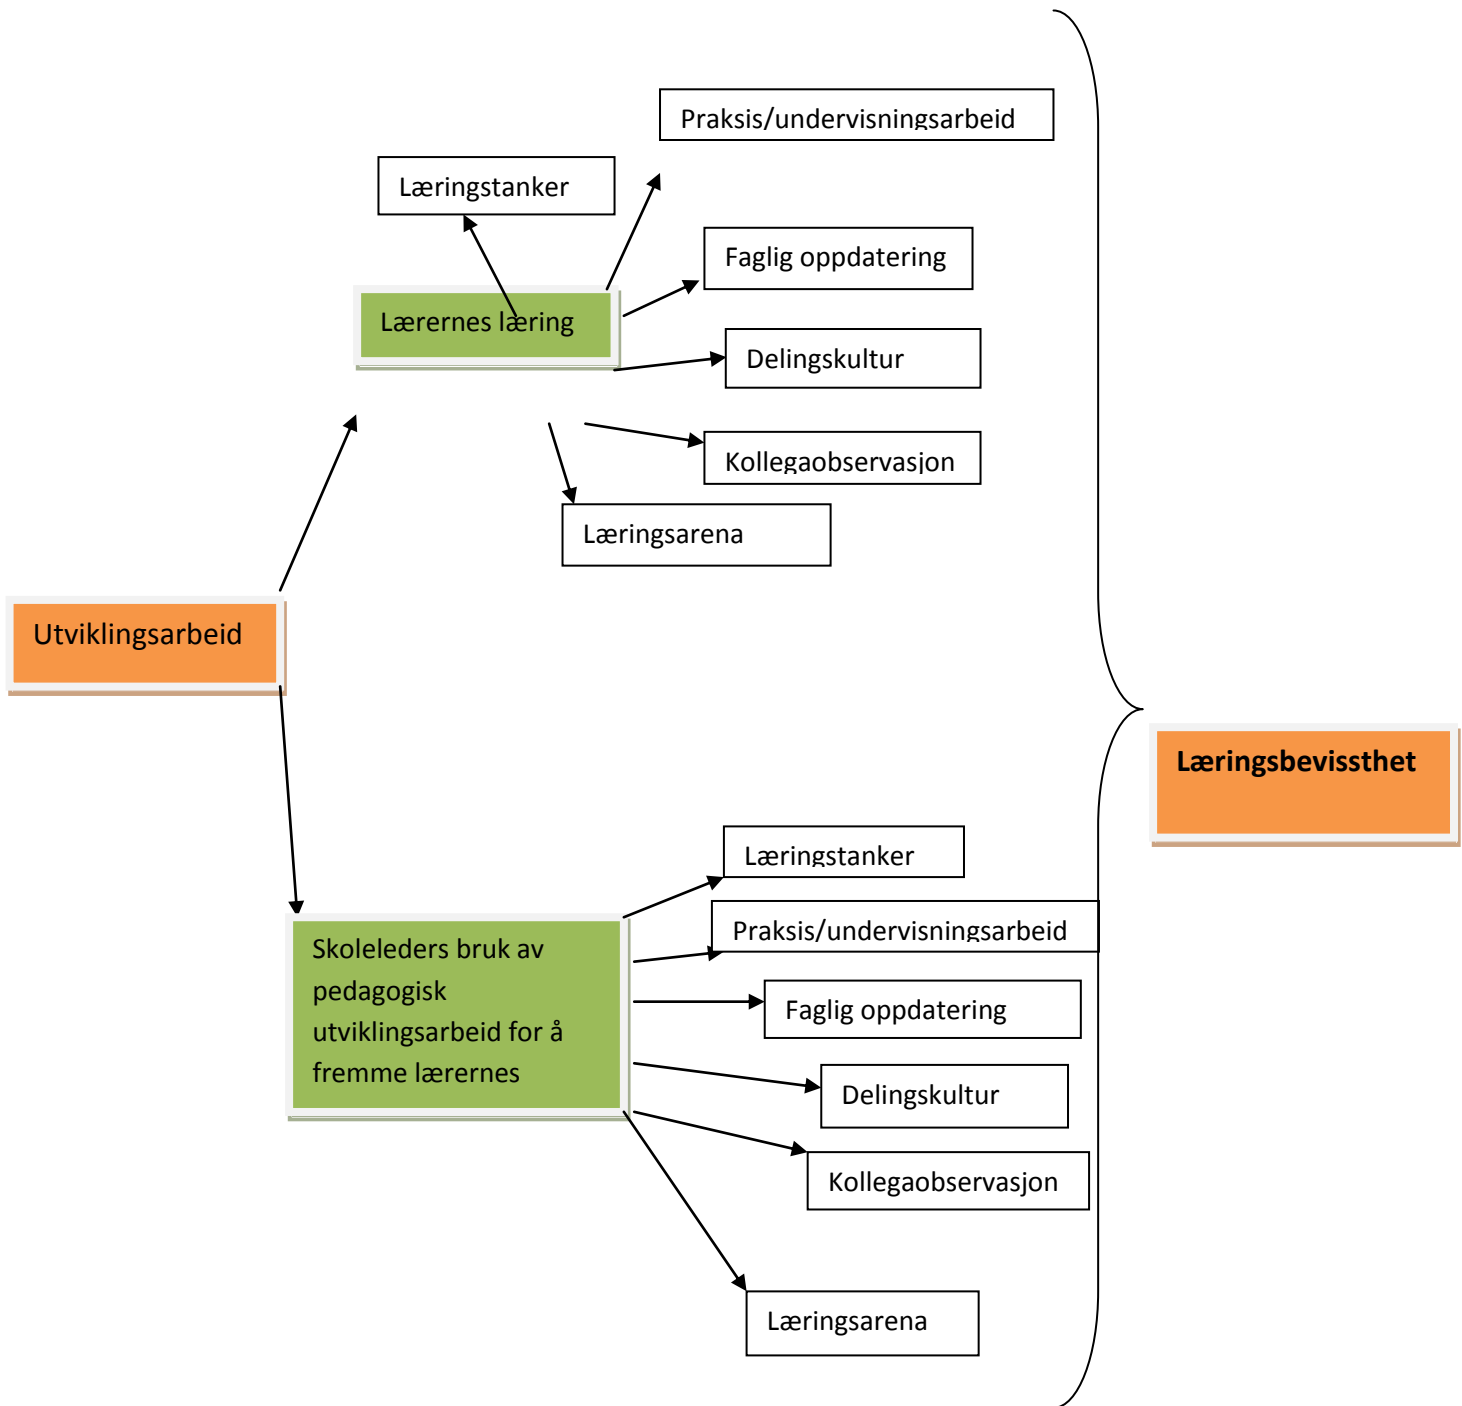 Praksis/undervisningsarbeid
Læringstanker
Faglig oppdatering
Lærernes læring
Delingskultur
Kollegaobservasjon
Læringsarena
Utviklingsarbeid
Læringsbevissthet
Læringstanker
Praksis/undervisningsarbeid
Skoleleders bruk av
pedagogisk
utviklingsarbeid for å
fremme lærernes
Faglig oppdatering
Delingskultur
Kollegaobservasjon
Læringsarena